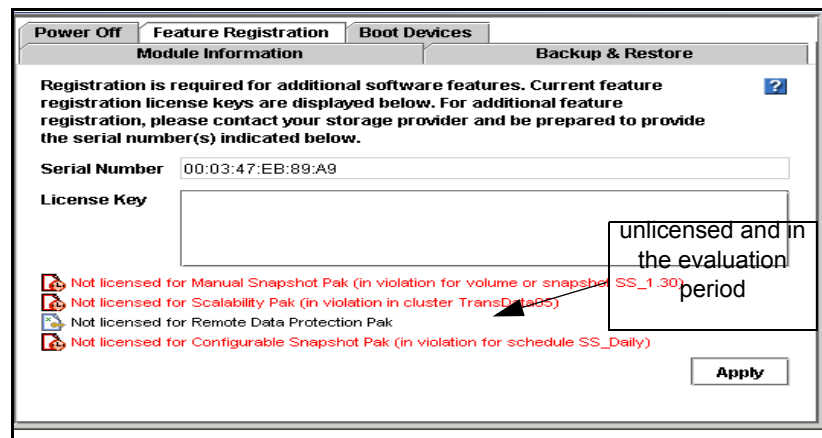 Power Off Feature Registration Boot Devices
Module Information Backup & Restore
Registration is required for additional software features. Current feature
registration license keys are displayed below. For additional feature
registration, please contact your storage provider and be prepared to provide
the serial number(s) indicated below.
?
Serial Number 00:03:47:EB:89:A9
License Key
unlicensed and in
the evaluation
period
Not licensed for Manual Snapshot Pak (in violation for volume or snapshot SS_1.30)
Not licensed for Scalability Pak (in violation in cluster TransData05)
Not licensed for Remote Data Protection Pak
Not licensed for Configurable Snapshot Pak (in violation for schedule SS_Daily)
Apply